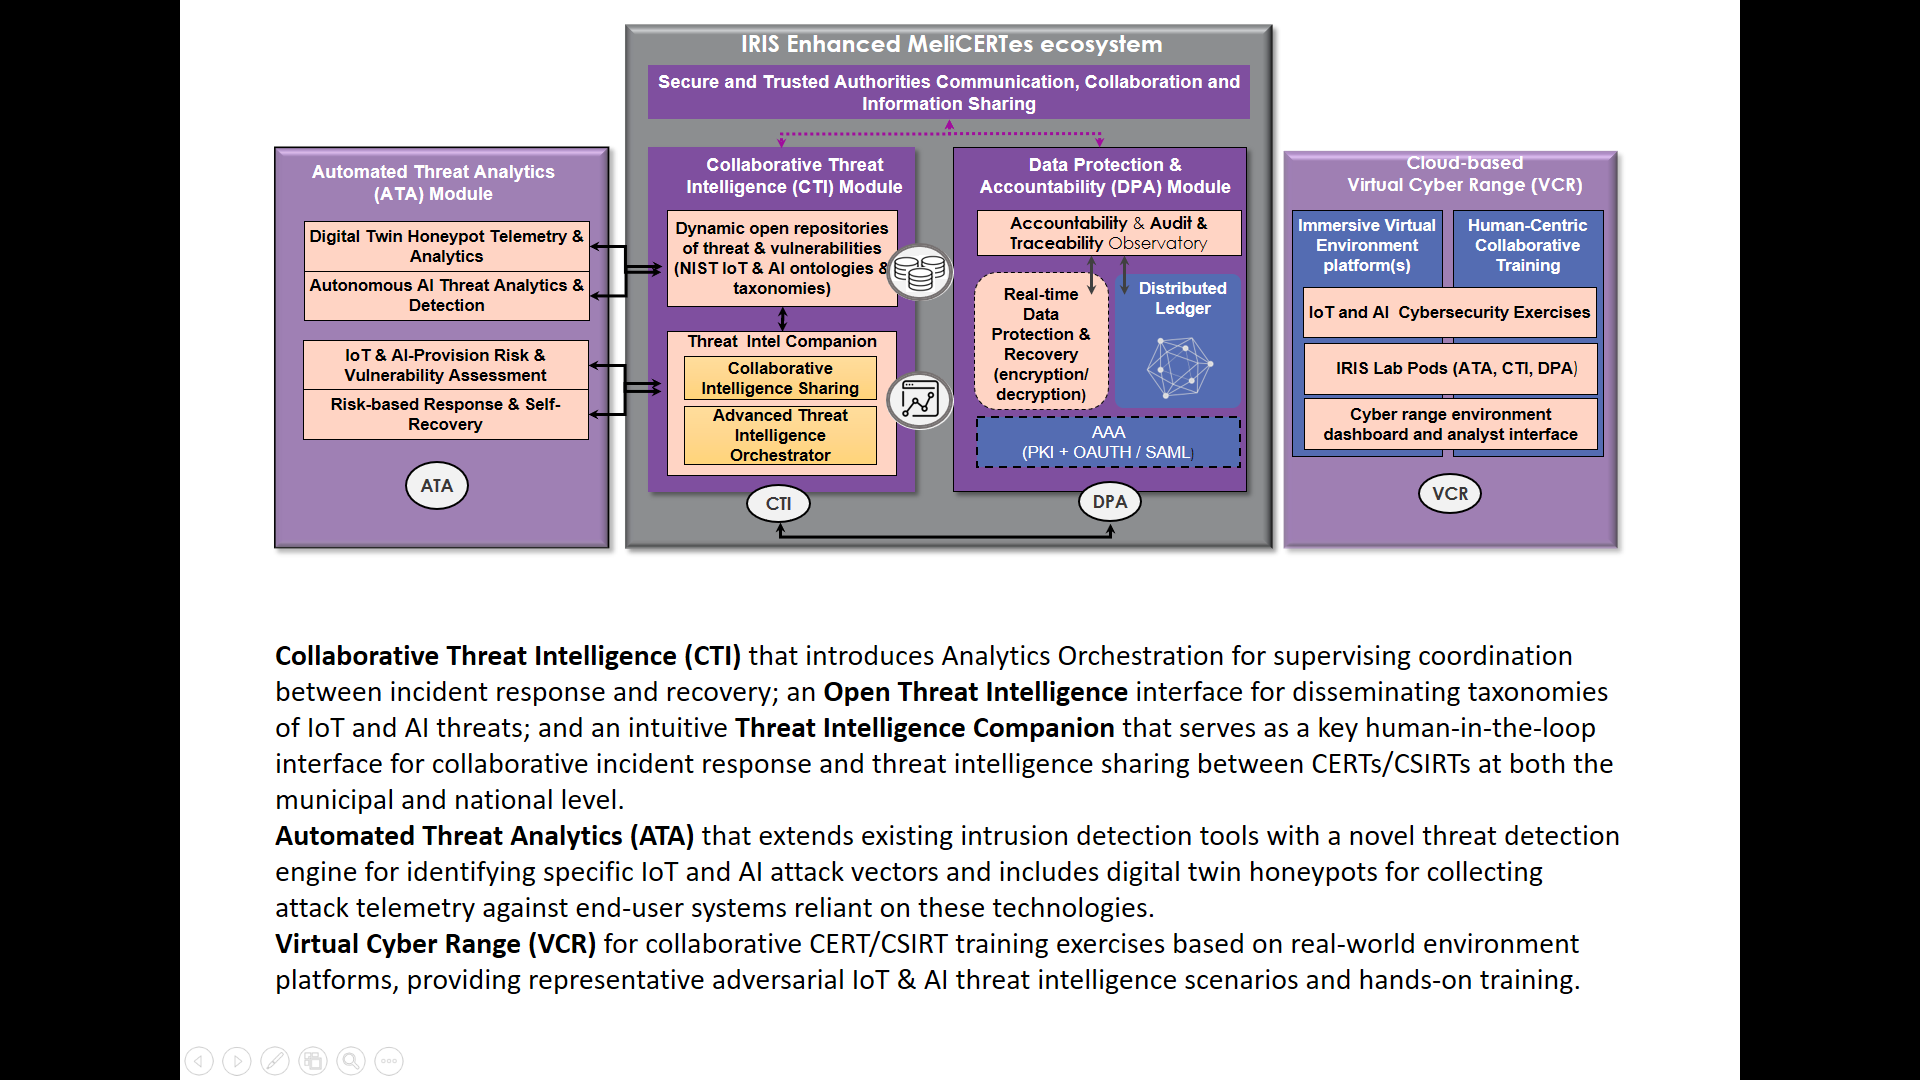 IRIS Enhanced MeliCERTes ecosystem
Secure and Trusted Authorities Communication, Collaboration and
Information Sharing
Automated Threat Analytics
(ATA) Module
Digital Twin Honeypot Telemetry &
Analytics
Autonomous AI Threat Analytics &
Detection
IoT & AI-Provision Risk &
Vulnerability Assessment
Risk-based Response & Self-
Recovery
ATA
Collaborative Threat
Intelligence (CTI) Module
Dynamic open repositories
of threat & vulnerabilities
(NIST IoT & AI ontologies &
taxonomies)
Threat Intel Companion
Collaborative
Intelligence Sharing
Advanced Threat
Intelligence
Orchestrator
CTI
Data Protection &
Accountability (DPA) Module
Accountability & Audit &
Traceability Observatory
Real-time
Data
Protection &
Recovery
(encryption/
decryption)
Distributed
Ledger
AAA
(PKI + OAUTH / SAML)
DPA
Cloud-based
Virtual Cyber Range (VCR)
Immersive Virtual
Environment
platform(s)
Human-Centric
Collaborative
Training
IoT and AI Cybersecurity Exercises
IRIS Lab Pods (ATA, CTI, DPA)
Cyber range environment
dashboard and analyst interface
VCR
Collaborative Threat Intelligence (CTI) that introduces Analytics Orchestration for supervising coordination
between incident response and recovery; an Open Threat Intelligence interface for disseminating taxonomies
of IoT and AI threats; and an intuitive Threat Intelligence Companion that serves as a key human-in-the-loop
interface for collaborative incident response and threat intelligence sharing between CERTs/CSIRTs at both the
municipal and national level.
Automated Threat Analytics (ATA) that extends existing intrusion detection tools with a novel threat detection
engine for identifying specific IoT and AI attack vectors and includes digital twin honeypots for collecting
attack telemetry against end-user systems reliant on these technologies.
Virtual Cyber Range (VCR) for collaborative CERT/CSIRT training exercises based on real-world environment
platforms, providing representative adversarial IoT & AI threat intelligence scenarios and hands-on training.